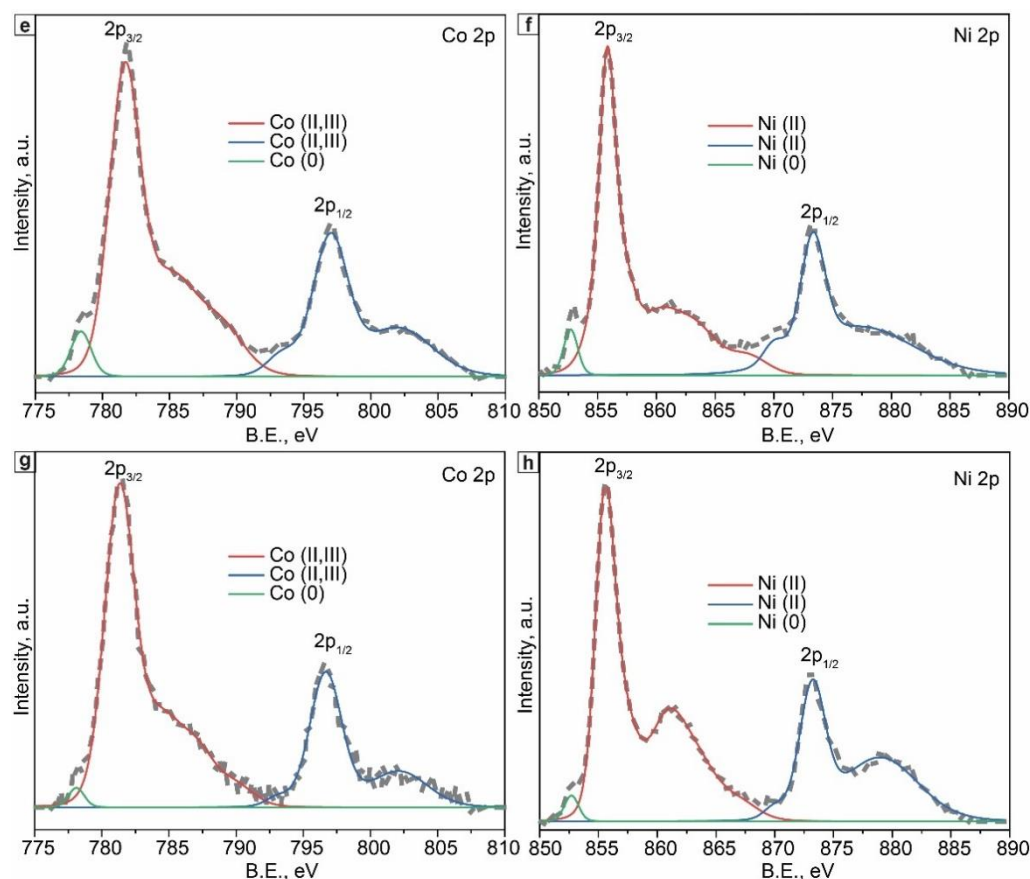 e
Co 2p
2p3/2
Co (II,III)
Co (II,III)
Co (0)
2p1/2
Intensity, a.u.
775 780 785 790 795 800 805 810
B.E., eV
f
Ni 2p
2p3/2
Ni (II)
Ni (II)
Ni (0)
2p1/2
Intensity, a.u.
850 855 860 865 870 875 880 885 890
B.E., eV
g
Co 2p
2p3/2
Co (II,III)
Co (II,III)
Co (0)
2p1/2
Intensity, a.u.
775 780 785 790 795 800 805 810
B.E., eV
h
Ni 2p
2p3/2
Ni (II)
Ni (II)
Ni (0)
2p1/2
Intensity, a.u.
850 855 860 865 870 875 880 885 890
B.E., eV